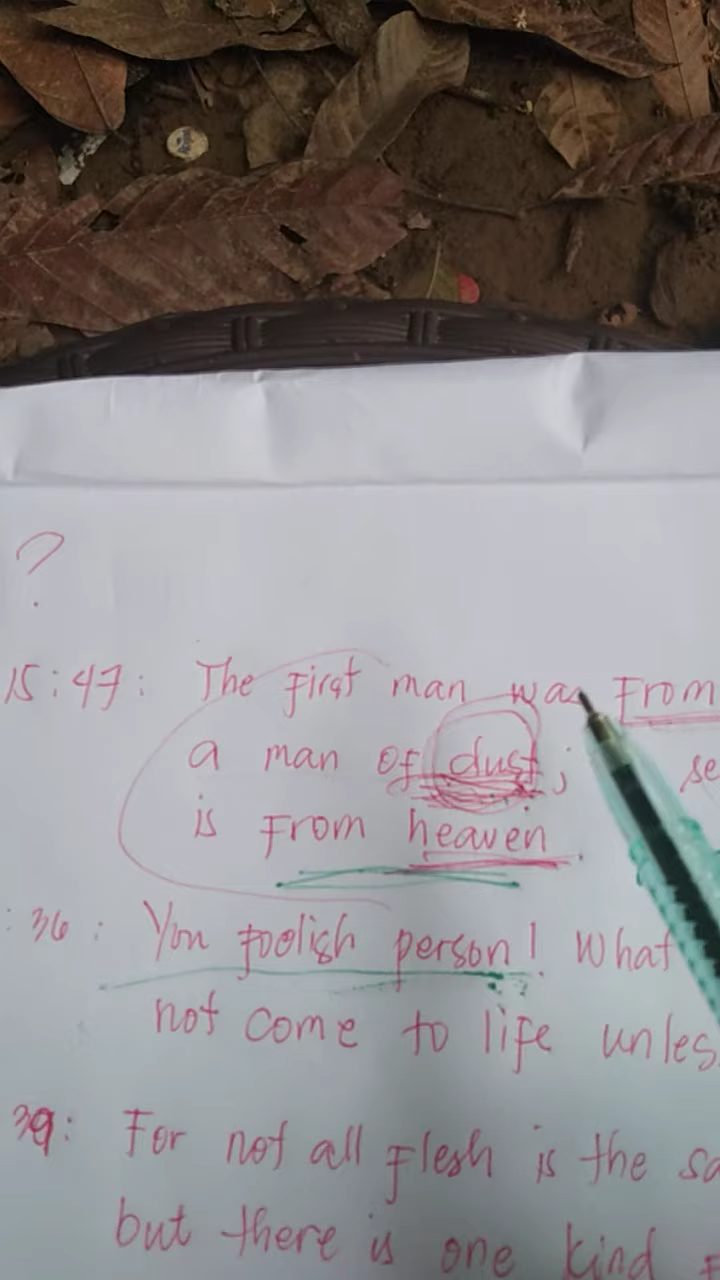 ?
15:47: The First man was From
a man of dust; se
is From heaven.
:36: You Foolish person! What
not come to life unles
39: For not all Flesh is the sa
but there is one kind F